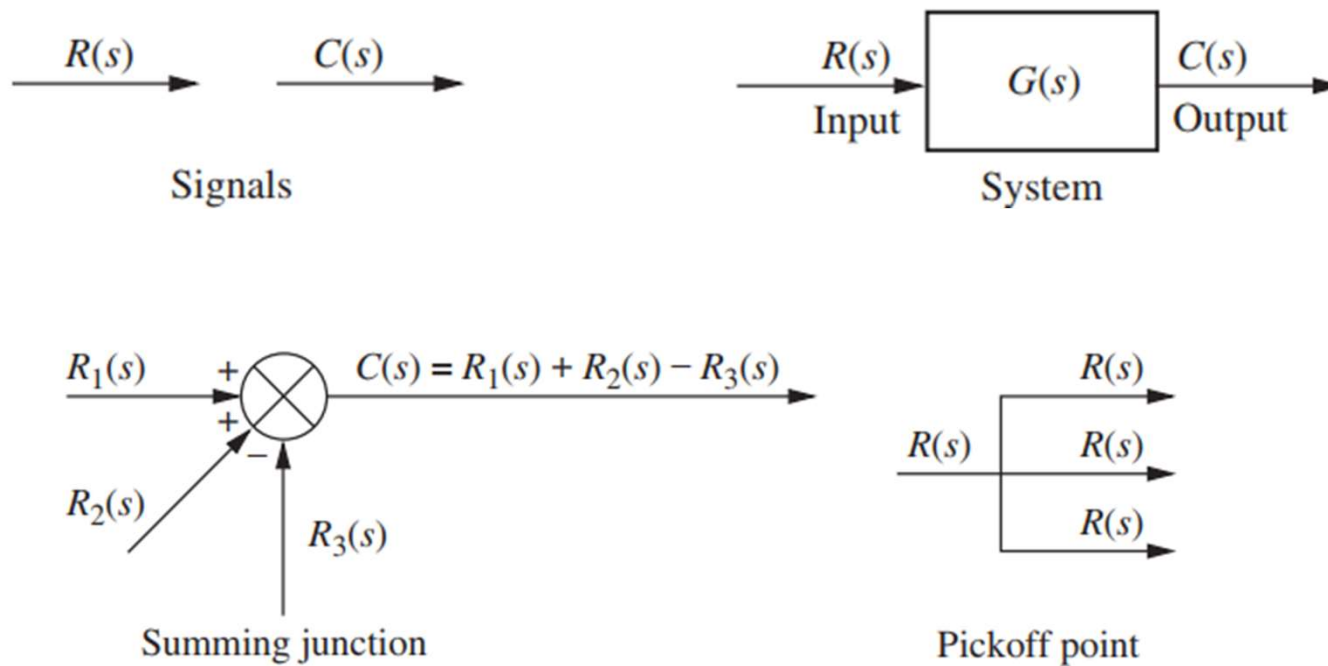 R(s)
C(s)
Signals
R(s)
Input
G(s)
C(s)
Output
System
R₁(s)
+
+
−
R₂(s)
R₃(s)
C(s) = R₁(s) + R₂(s) − R₃(s)
Summing junction
R(s)
R(s)
R(s)
R(s)
Pickoff point